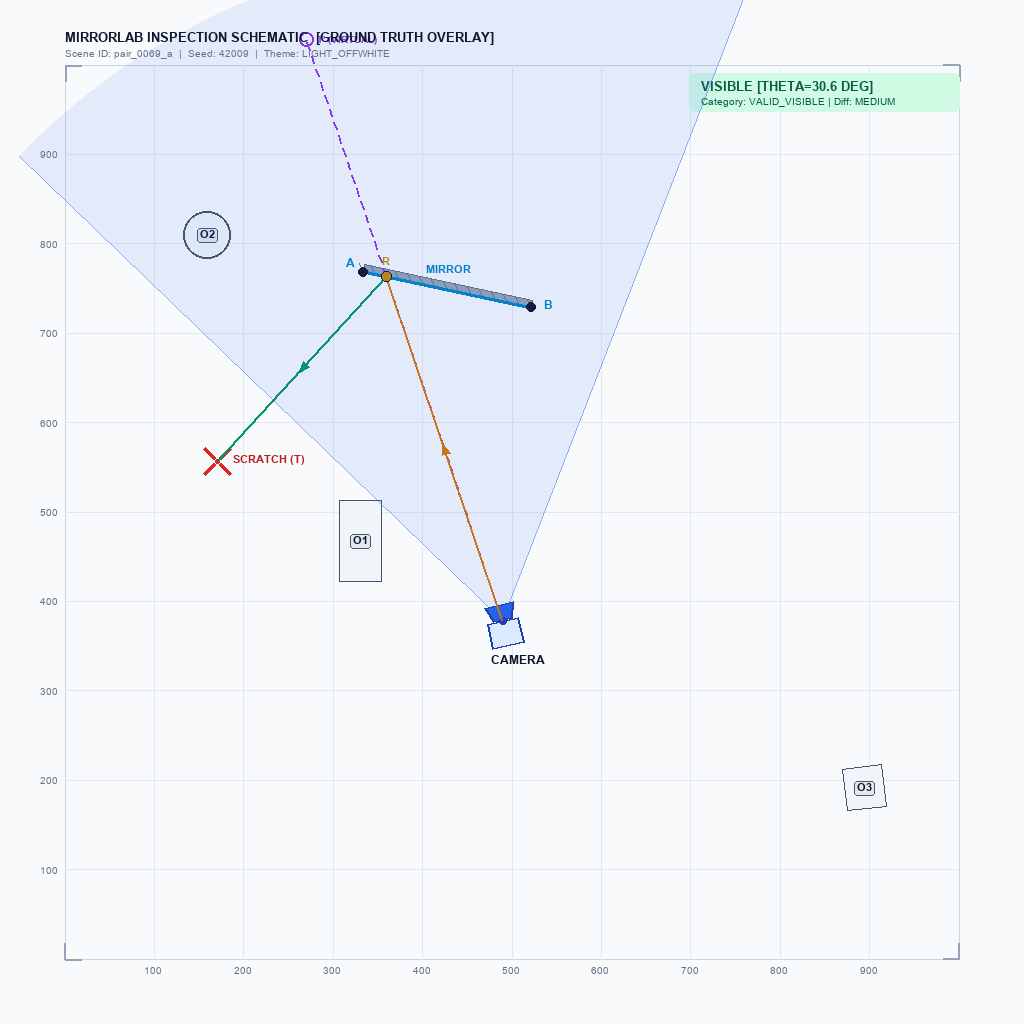 MIRRORLAB INSPECTION SCHEMATIC [GROUND TRUTH OVERLAY]
Scene ID: pair_0069_a | Seed: 42009 | Theme: LIGHT_OFFWHITE
VISIBLE [THETA=30.6 DEG]
Category: VALID_VISIBLE | Diff: MEDIUM
900
O2
800
A
R
MIRROR
B
700
600
SCRATCH (T)
500
O1
400
CAMERA
300
200
O3
100
100 200 300 400 500 600 700 800 900